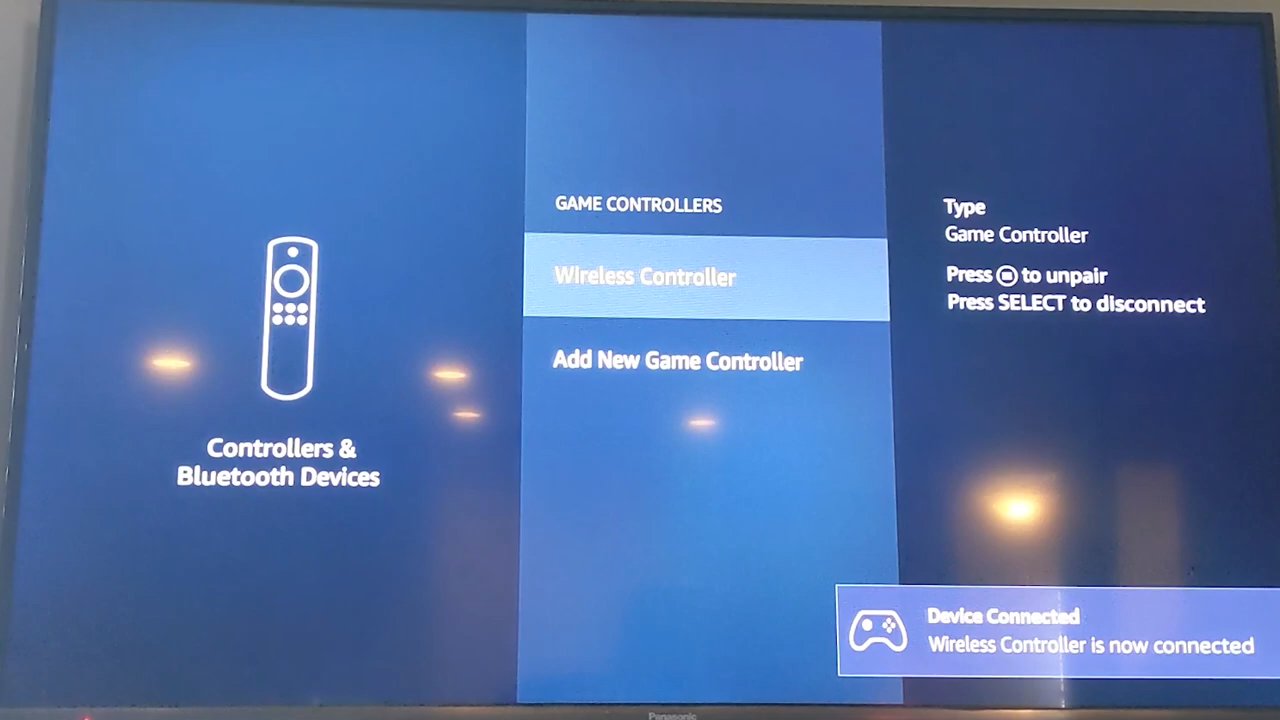 Controllers &
Bluetooth Devices
GAME CONTROLLERS
Wireless Controller
Add New Game Controller
Type
Game Controller
Press to unpair
Press SELECT to disconnect
Device Connected
Wireless Controller is now connected
Panasonic